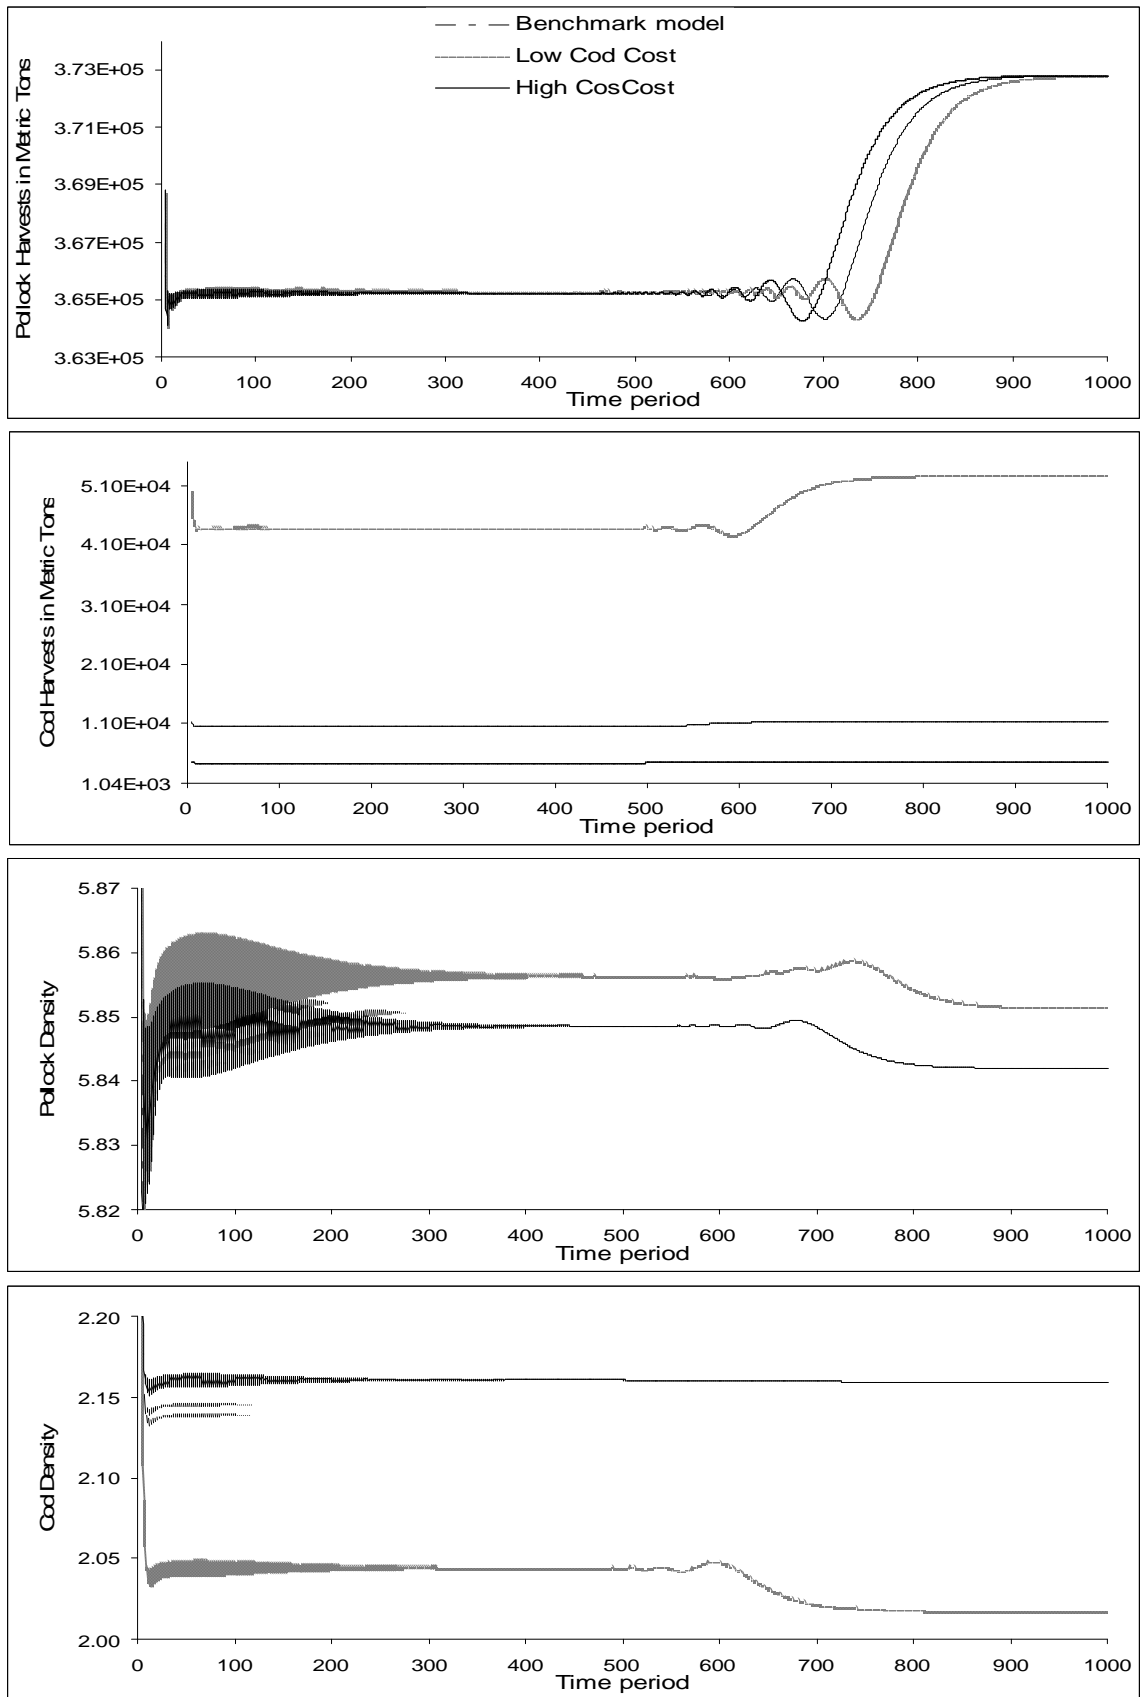 Benchmark model
Low Cod Cost
High CosCost
Pollock Harvests in Metric Tons
3.73E+05
3.71E+05
3.69E+05
3.67E+05
3.65E+05
3.63E+05
0 100 200 300 400 500 600 700 800 900 1000
Time period
Cod Harvests in Metric Tons
5.10E+04
4.10E+04
3.10E+04
2.10E+04
1.10E+04
1.04E+03
0 100 200 300 400 500 600 700 800 900 1000
Time period
Pollock Density
5.87
5.86
5.85
5.84
5.83
5.82
0 100 200 300 400 500 600 700 800 900 1000
Time period
Cod Density
2.20
2.15
2.10
2.05
2.00
0 100 200 300 400 500 600 700 800 900 1000
Time period